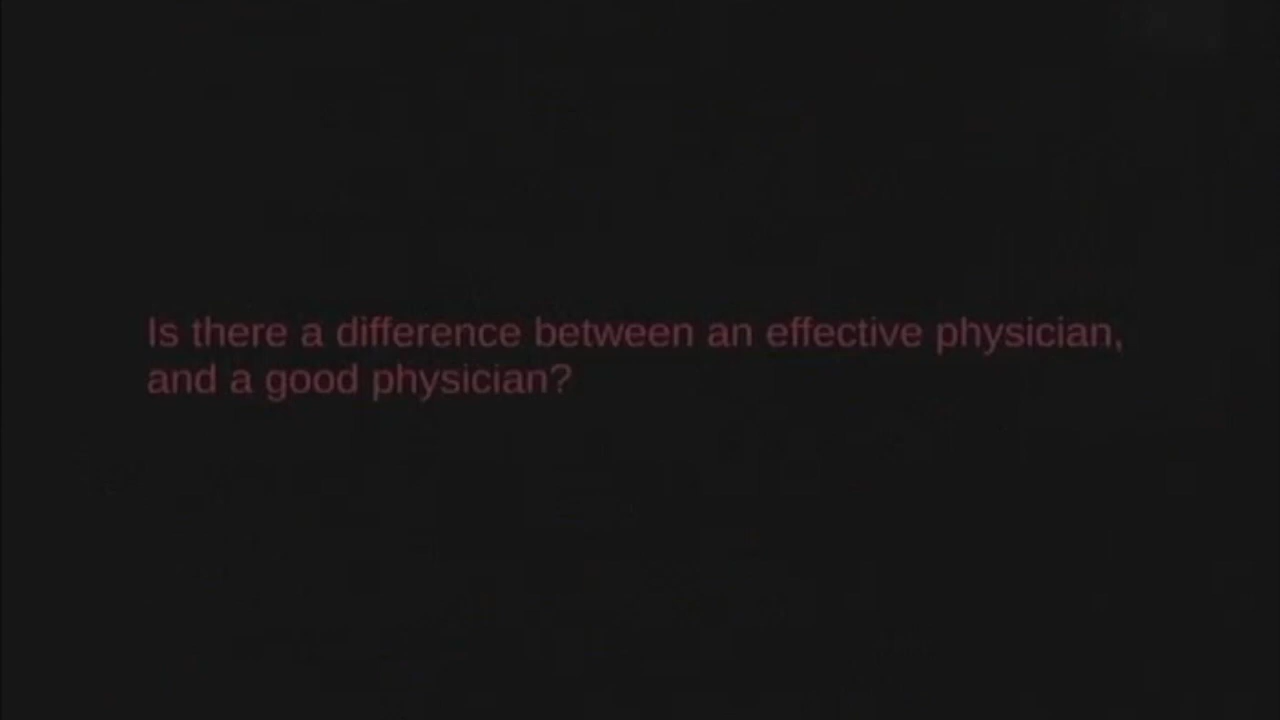 Is there a difference between an effective physician,
and a good physician?